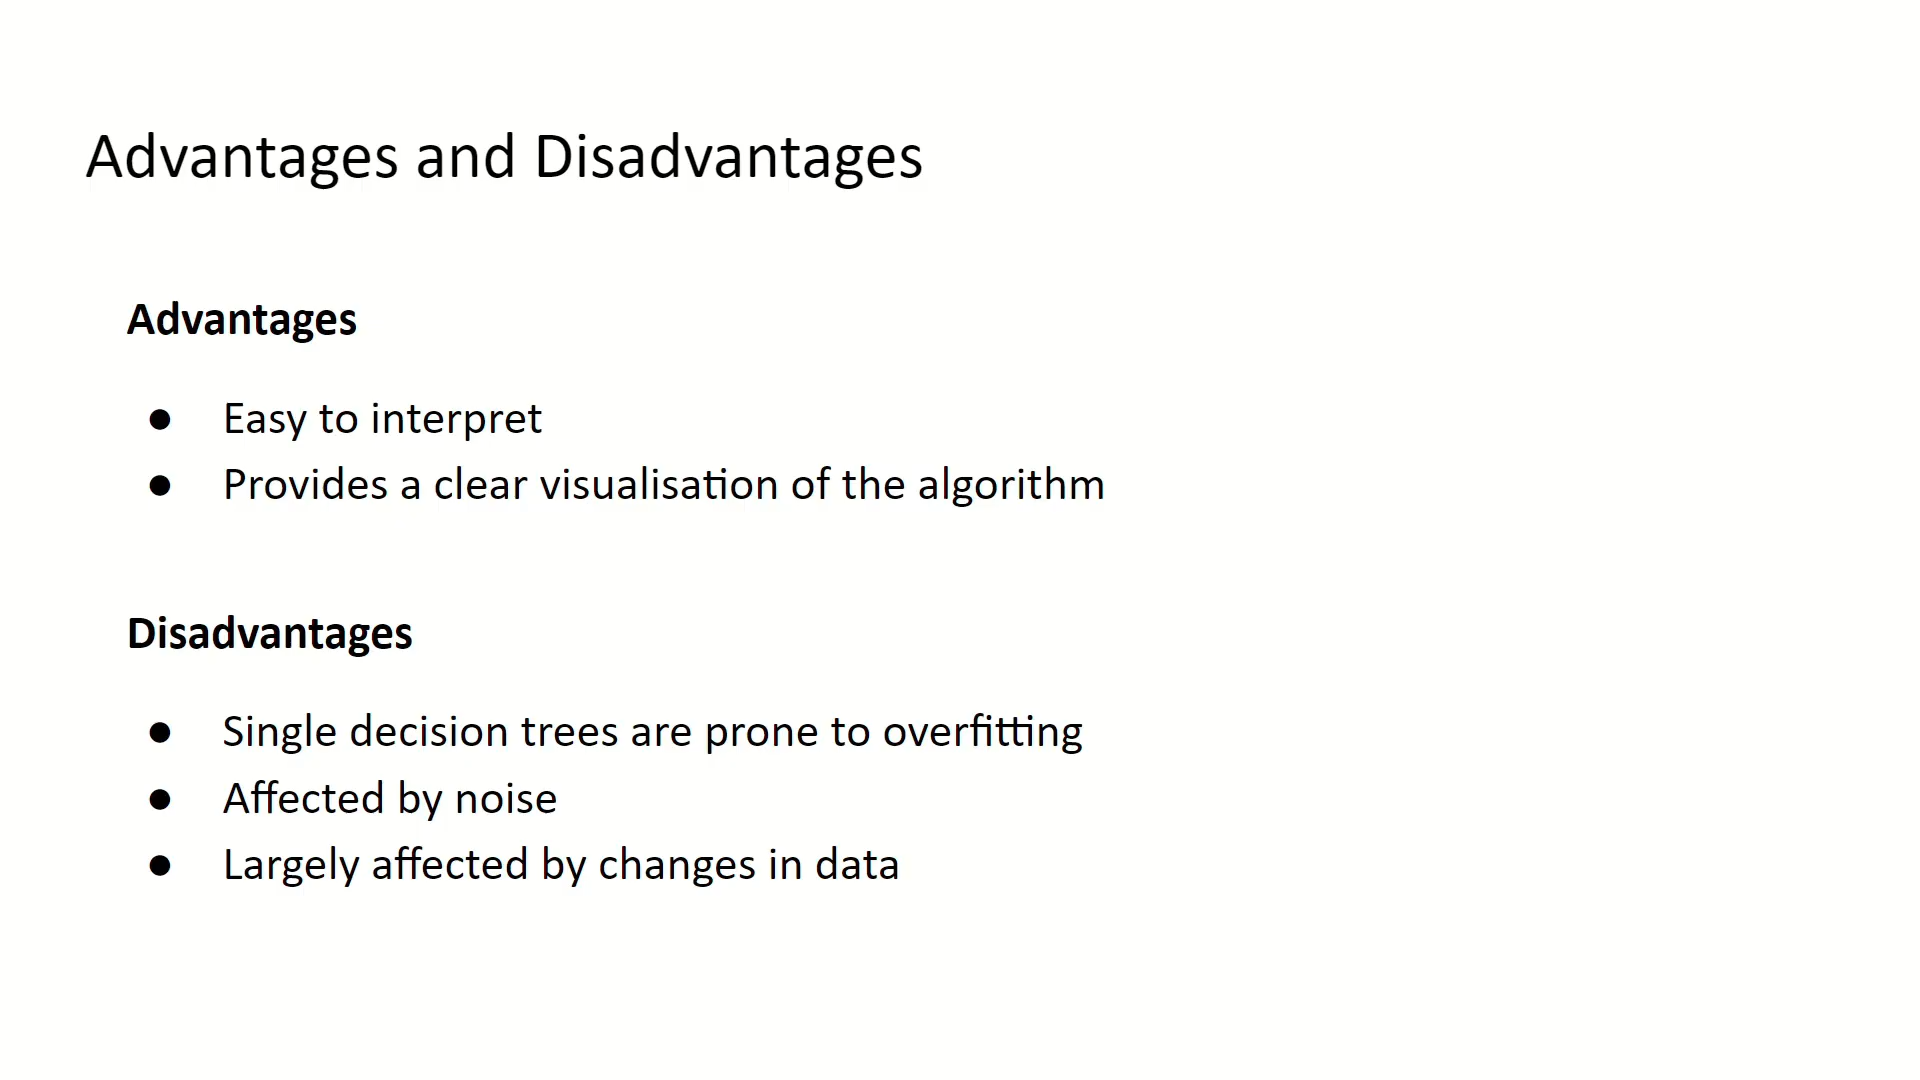 Advantages and Disadvantages
Advantages
● Easy to interpret
● Provides a clear visualisation of the algorithm
Disadvantages
● Single decision trees are prone to overfitting
● Affected by noise
● Largely affected by changes in data